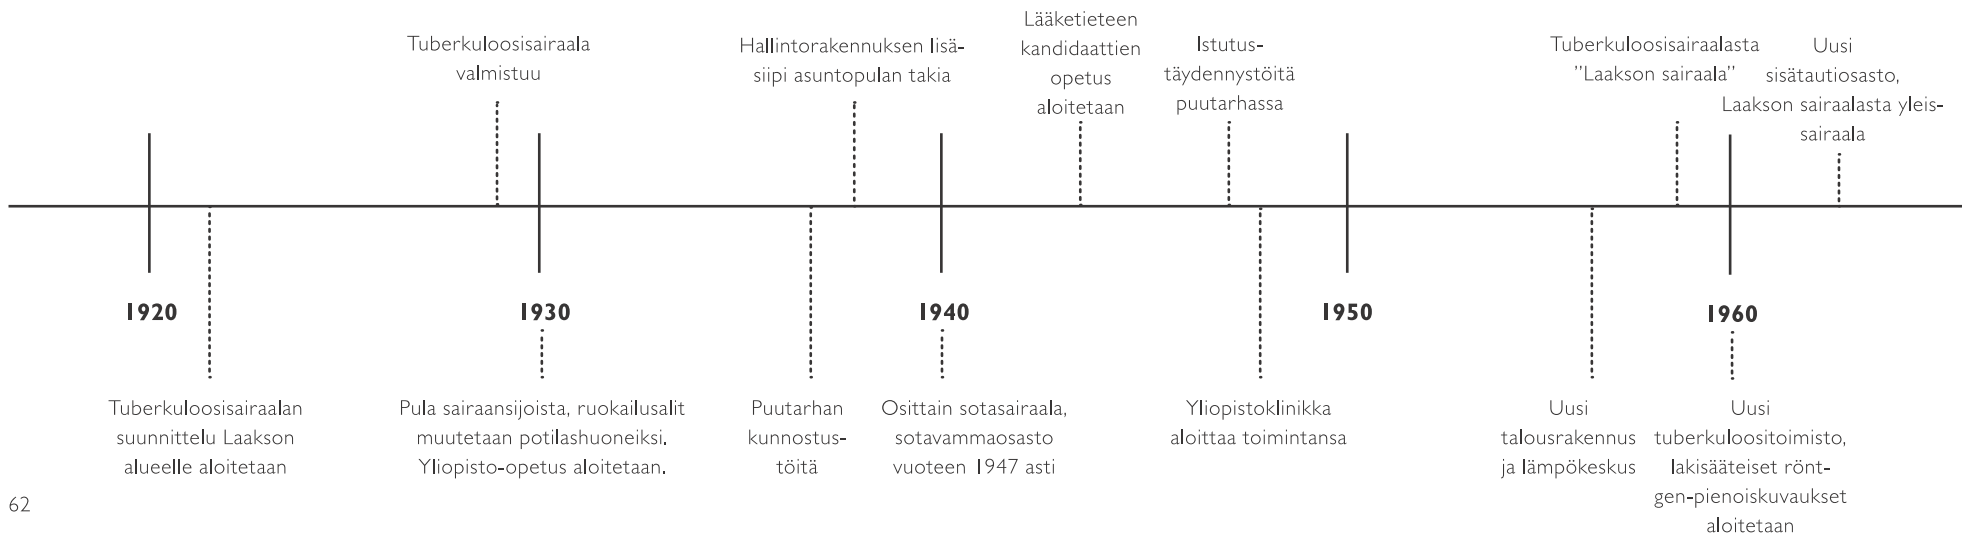 Tuberkuloosisairaala
valmistuu
Hallintorakennuksen lisä-
siipi asuntopulan takia
Lääketieteen
kandidaattien
opetus
aloitetaan
Istutus-
täydennystöitä
puutarhassa
Tuberkuloosisairaalasta
”Laakson sairaala”
Uusi
sisätautiosasto,
Laakson sairaalasta yleis-
sairaala
1920
1930
1940
1950
1960
Tuberkuloosisairaalan
suunnittelu Laakson
alueelle aloitetaan
Pula sairaansijoista, ruokailusalit
muutetaan potilashuoneiksi.
Yliopisto-opetus aloitetaan.
Puutarhan
kunnostus-
töitä
Osittain sotasairaala,
sotavammaosasto
vuoteen 1947 asti
Yliopistoklinikka
aloittaa toimintansa
Uusi
talousrakennus
ja lämpökeskus
Uusi
tuberkuloositoimisto,
lakisääteiset rönt-
gen-pienoiskuvaukset
aloitetaan
62